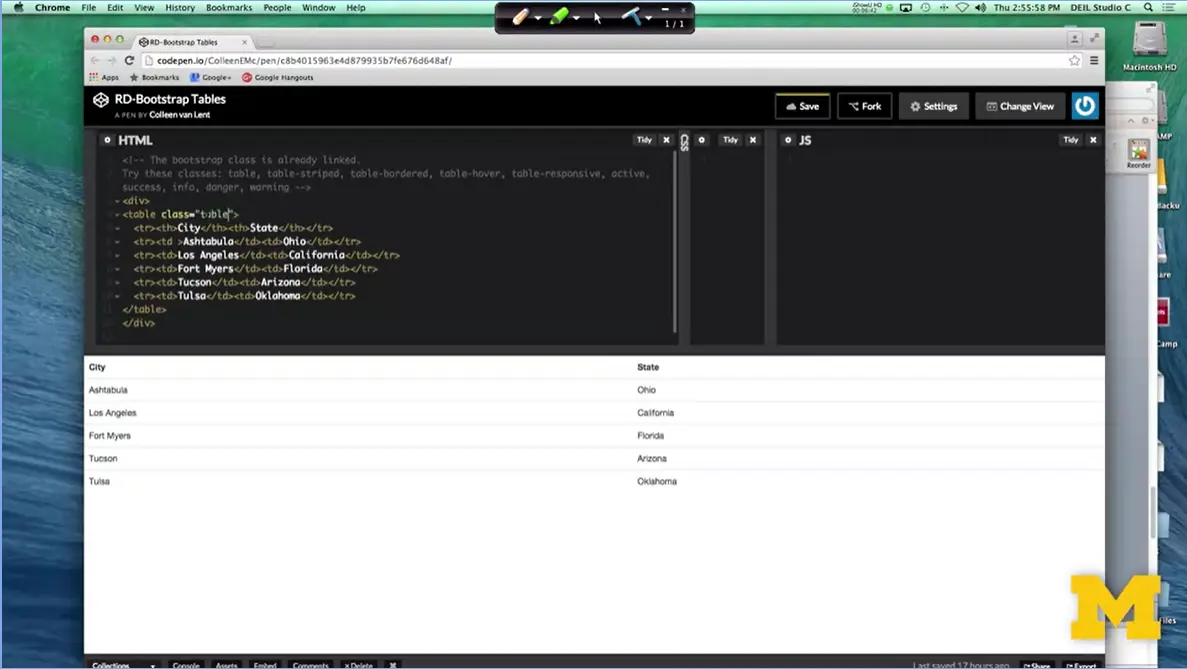 Chrome File Edit View History Bookmarks People Window Help
Thu 2:55:58 PM DEIL Studio C
1 / 1
RD-Bootstrap Tables
codepen.io/ColleenEMc/pen/c8b4015963e4d879935b7fe676d648af/
Apps Bookmarks Google+ Google Hangouts
Macintosh HD
RD-Bootstrap Tables
A PEN BY Colleen van Lent
Save Fork Settings Change View
HTML Tidy CSS Tidy JS Tidy
Reorder
<!-- The bootstrap class is already linked.
Try these classes: table, table-striped, table-bordered, table-hover, table-responsive, active,
success, info, danger, warning -->
<div>
<table class="table">
<tr><th>City</th><th>State</th></tr>
<tr><td >Ashtabula</td><td>Ohio</td></tr>
<tr><td>Los Angeles</td><td>California</td></tr>
<tr><td>Fort Myers</td><td>Florida</td></tr>
<tr><td>Tucson</td><td>Arizona</td></tr>
<tr><td>Tulsa</td><td>Oklahoma</td></tr>
</table>
</div>
City State
Ashtabula Ohio
Los Angeles California
Fort Myers Florida
Tucson Arizona
Tulsa Oklahoma
M
Collections Console Assets Embed Comments Delete Last saved 17 hours ago Share Export